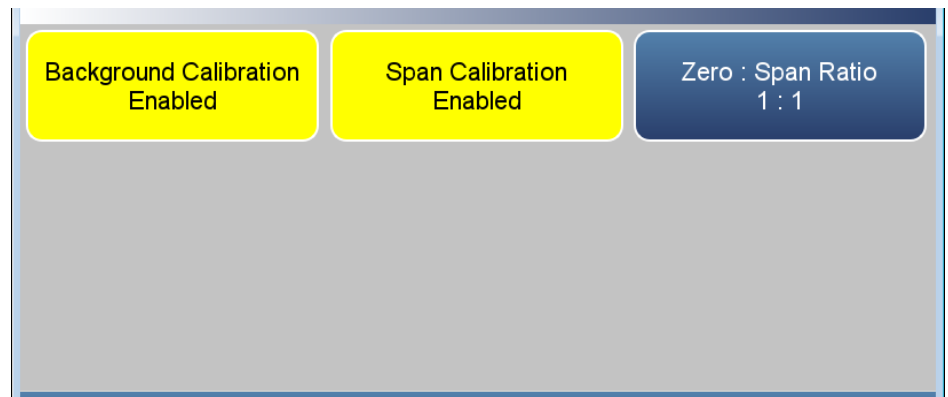 Background Calibration
Enabled
Span Calibration
Enabled
Zero : Span Ratio
1 : 1